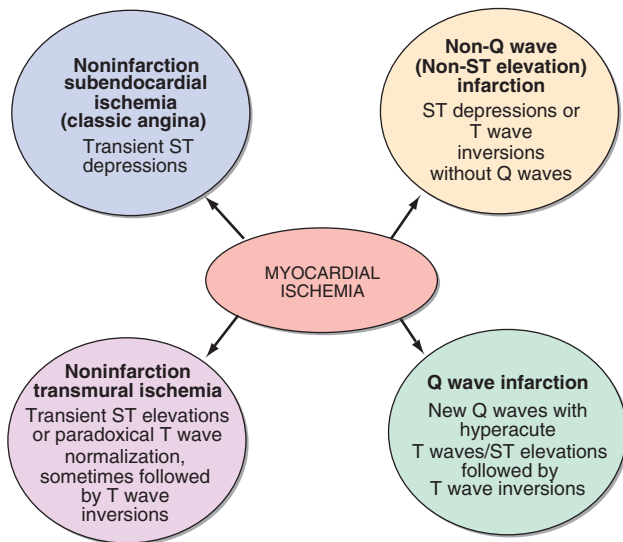 Noninfarction
subendocardial
ischemia
(classic angina)
Transient ST
depressions
Non-Q wave
(Non-ST elevation)
infarction
ST depressions or
T wave
inversions
without Q waves
MYOCARDIAL
ISCHEMIA
Noninfarction
transmural ischemia
Transient ST elevations
or paradoxical T wave
normalization,
sometimes followed
by T wave
inversions
Q wave infarction
New Q waves with
hyperacute
T waves/ST elevations
followed by
T wave inversions